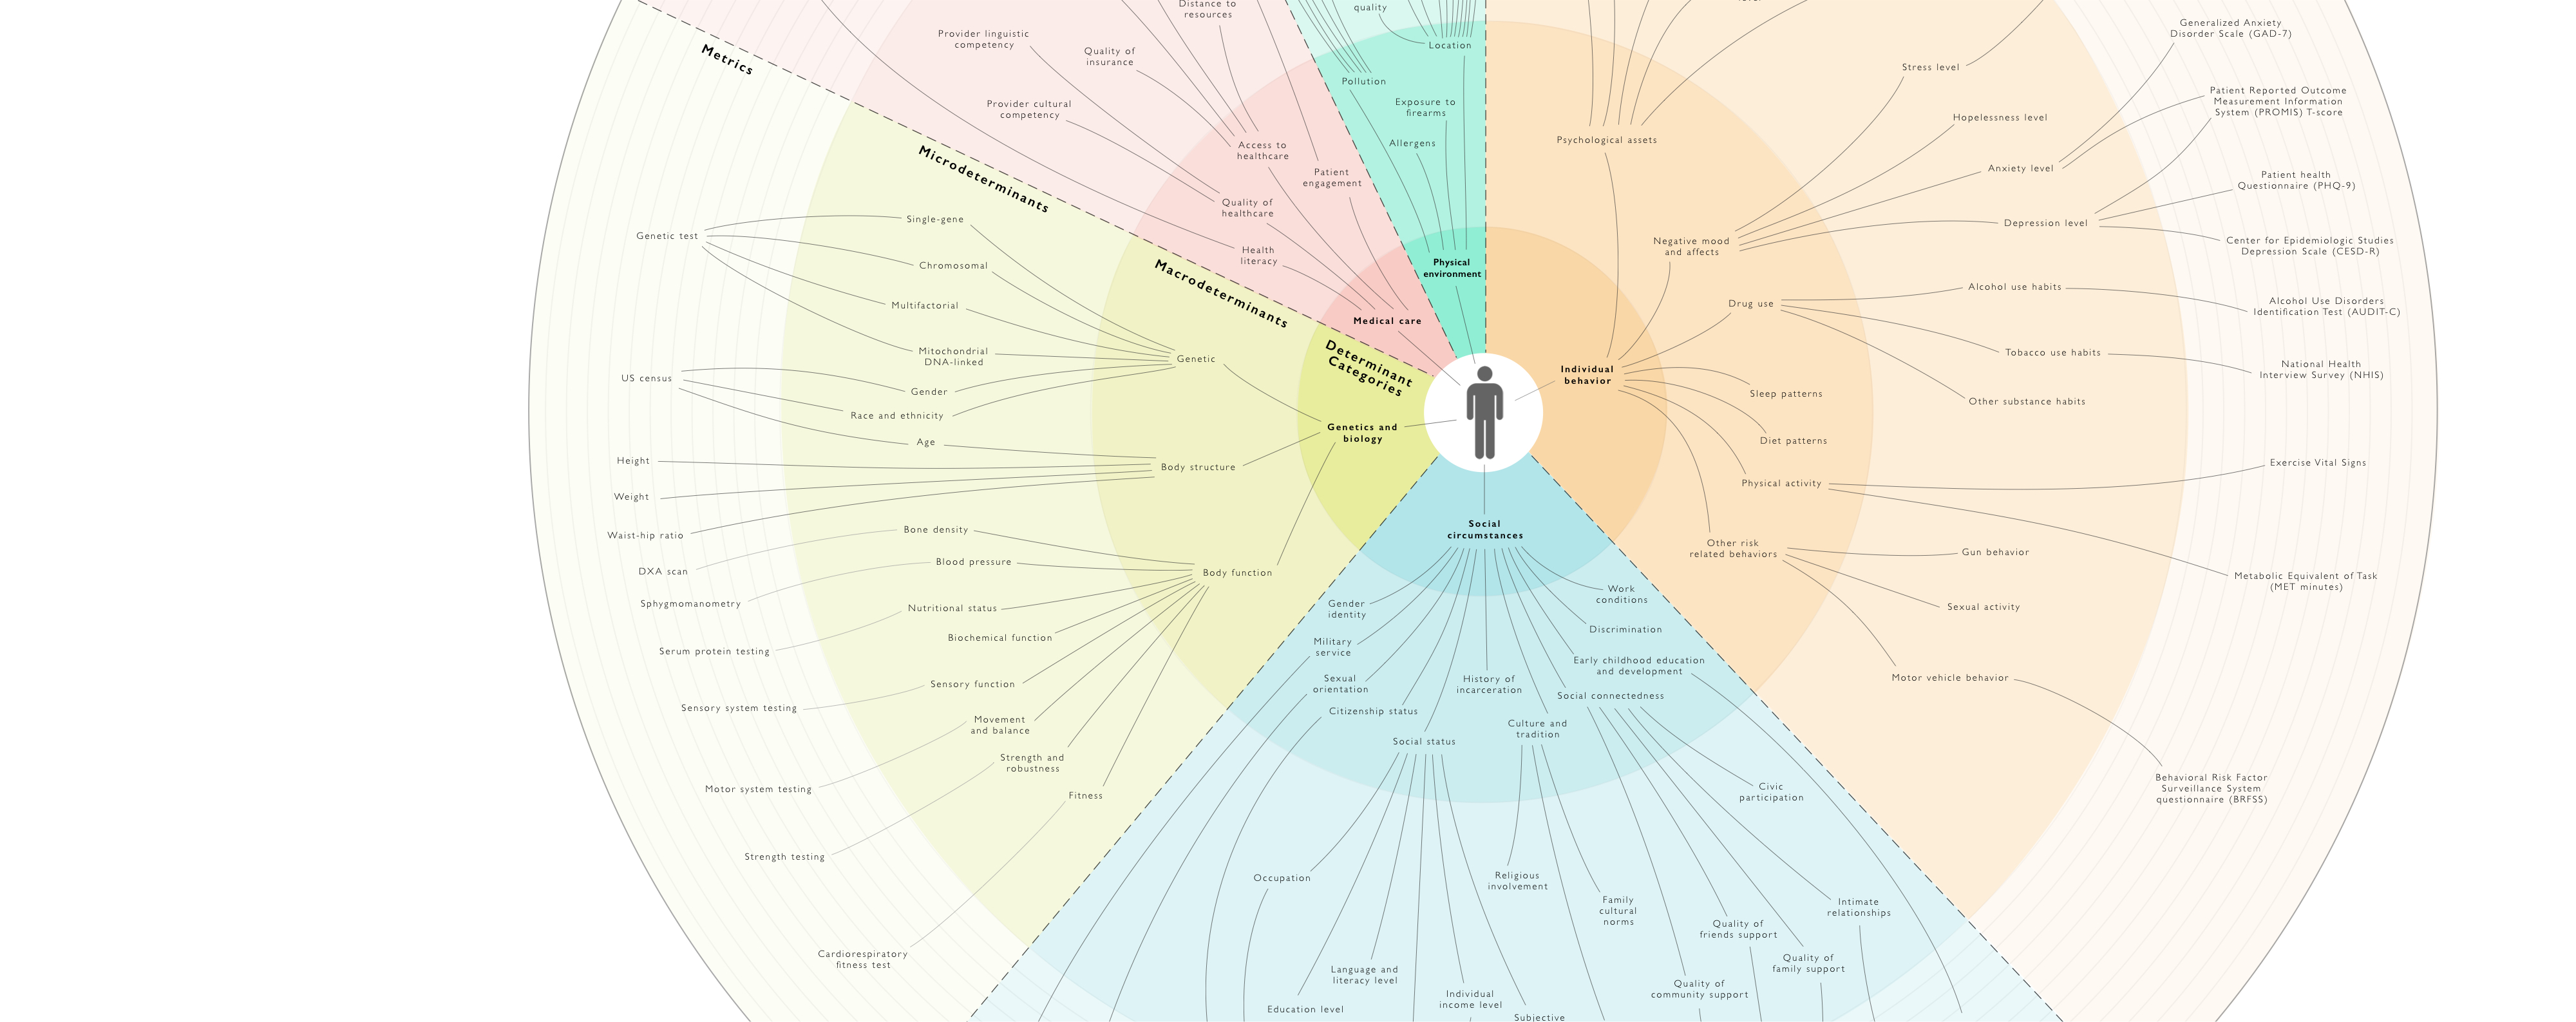 Metrics
Microdeterminants
Macrodeterminants
Determinant
Categories
Distance to
resources
Provider linguistic
competency
Quality of
insurance
Provider cultural
competency
Access to
healthcare
Patient
engagement
Quality of
healthcare
Health
literacy
Medical care
quality
Location
Pollution
Exposure to
firearms
Allergens
Physical
environment
Psychological assets
Stress level
Hopelessness level
Anxiety level
Depression level
Negative mood
and affects
Generalized Anxiety
Disorder Scale (GAD-7)
Patient Reported Outcome
Measurement Information
System (PROMIS) T-score
Patient health
Questionnaire (PHQ-9)
Center for Epidemiologic Studies
Depression Scale (CESD-R)
Drug use
Alcohol use habits
Alcohol Use Disorders
Identification Test (AUDIT-C)
Tobacco use habits
National Health
Interview Survey (NHIS)
Other substance habits
Individual
behavior
Sleep patterns
Diet patterns
Physical activity
Exercise Vital Signs
Metabolic Equivalent of Task
(MET minutes)
Other risk
related behaviors
Gun behavior
Sexual activity
Motor vehicle behavior
Behavioral Risk Factor
Surveillance System
questionnaire (BRFSS)
Single-gene
Genetic test
Chromosomal
Multifactorial
Mitochondrial
DNA-linked
Genetic
US census
Gender
Race and ethnicity
Age
Genetics and
biology
Height
Body structure
Weight
Waist-hip ratio
Bone density
DXA scan
Blood pressure
Body function
Sphygmomanometry
Nutritional status
Biochemical function
Serum protein testing
Sensory function
Sensory system testing
Movement
and balance
Strength and
robustness
Motor system testing
Fitness
Strength testing
Cardiorespiratory
fitness test
Social
circumstances
Gender
identity
Work
conditions
Military
service
Discrimination
Sexual
orientation
History of
incarceration
Early childhood education
and development
Social connectedness
Citizenship status
Culture and
tradition
Social status
Civic
participation
Occupation
Religious
involvement
Family
cultural
norms
Intimate
relationships
Quality of
friends support
Quality of
family support
Language and
literacy level
Quality of
community support
Individual
income level
Education level
Subjective